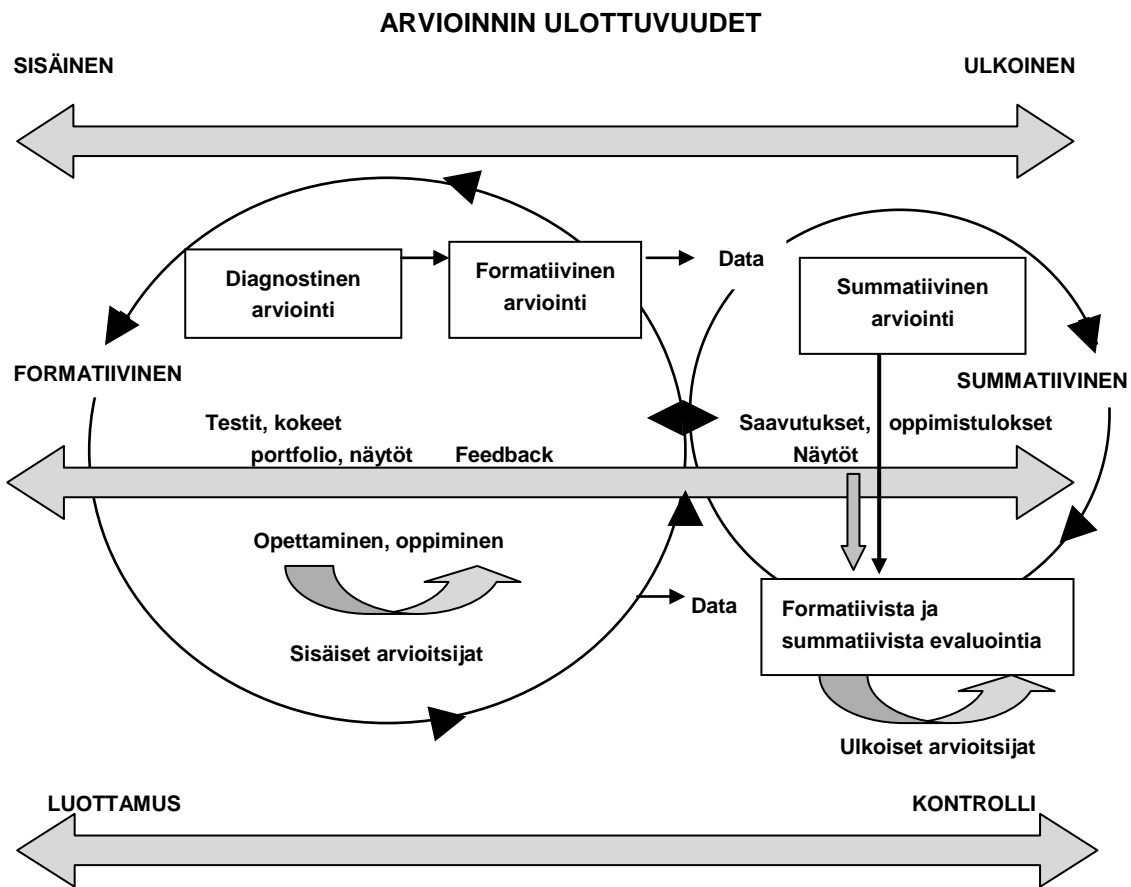 ARVIOINNIN ULOTTUVUUDET
SISÄINEN ULKOINEN
Diagnostinen
arviointi
Formatiivinen
arviointi
Data
Summatiivinen
arviointi
FORMATIIVINEN SUMMATIIVINEN
Testit, kokeet
portfolio, näytöt Feedback
Saavutukset, oppimistulokset
Näytöt
Opettaminen, oppiminen
Data
Formatiivista ja
summatiivista evaluointia
Sisäiset arvioitsijat
Ulkoiset arvioitsijat
LUOTTAMUS KONTROLLI